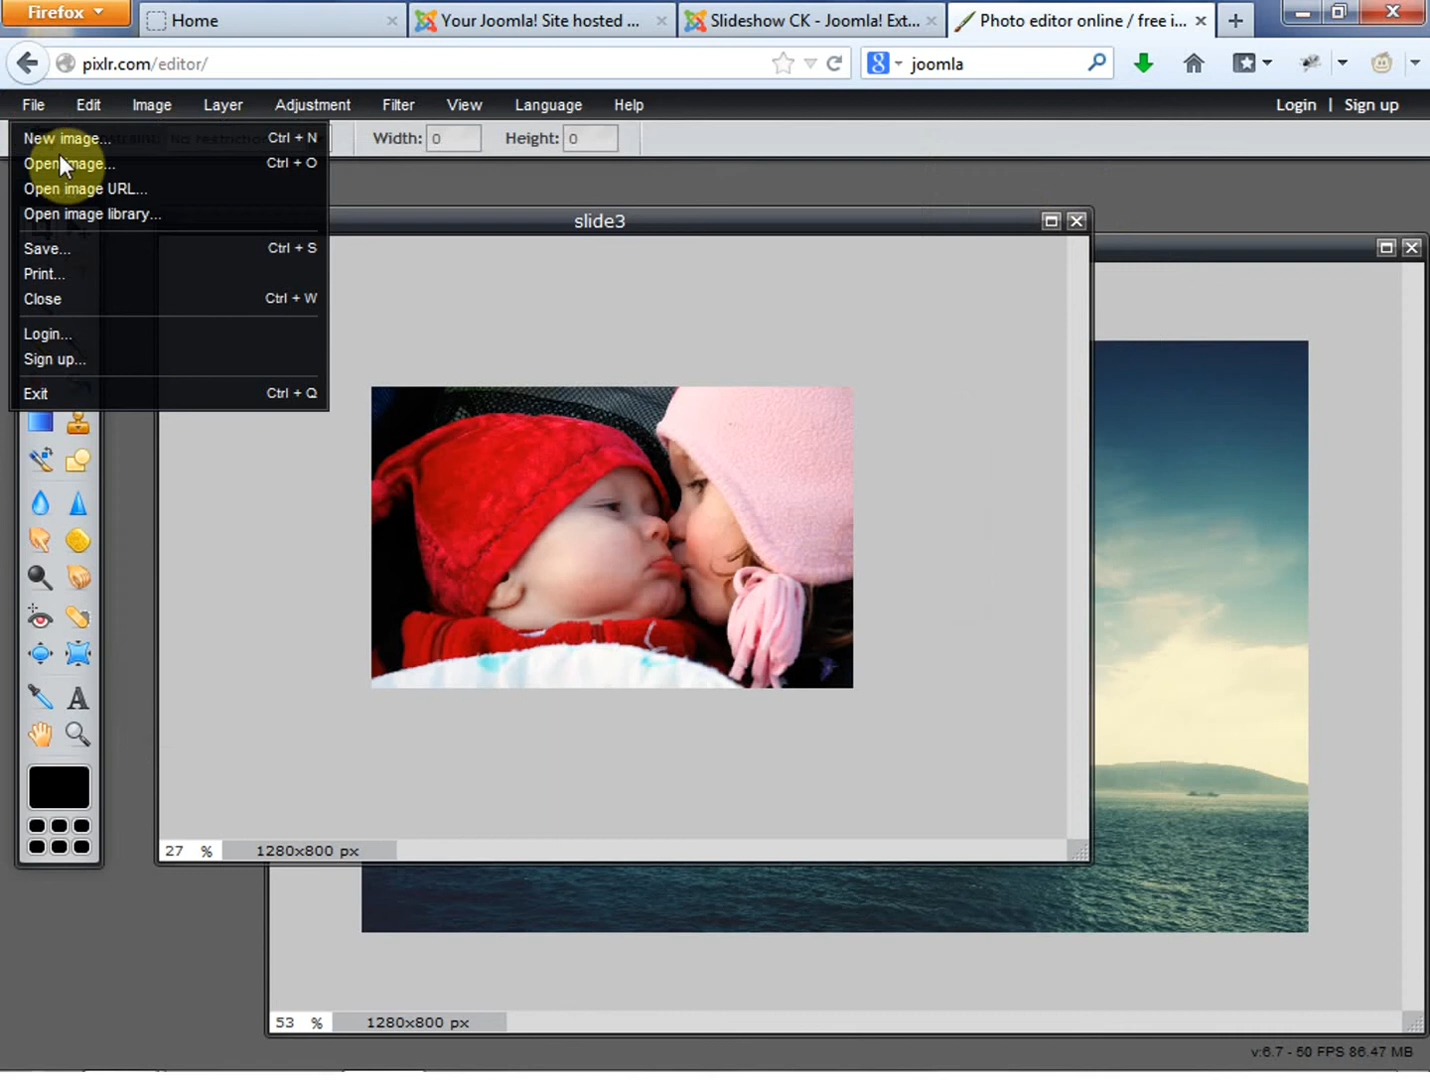 Firefox
Home
Your Joomla! Site hosted ...
Slideshow CK - Joomla! Ext...
Photo editor online / free i...
pixlr.com/editor/
joomla
File Edit Image Layer Adjustment Filter View Language Help
Login | Sign up
New image... Ctrl + N
Width: 0 Height: 0
Open image... Ctrl + O
Open image URL...
Open image library...
slide3
Save... Ctrl + S
Print...
Close Ctrl + W
Login...
Sign up...
Exit Ctrl + Q
27 % 1280x800 px
53 % 1280x800 px
v:6.7 - 50 FPS 86.47 MB